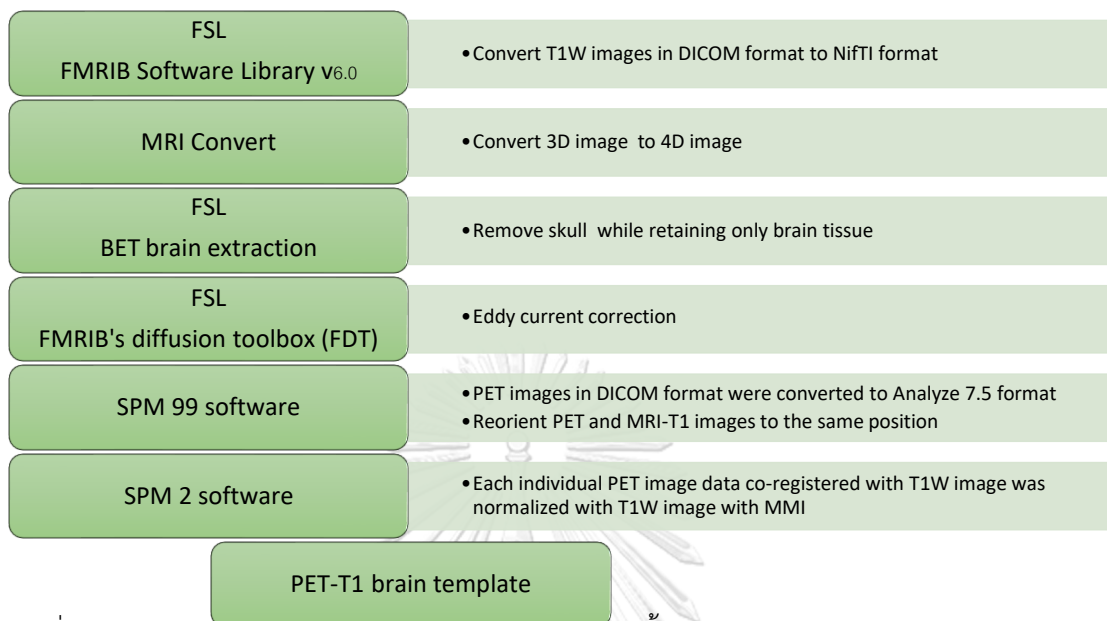 FSL
FMRIB Software Library v6.0
•Convert T1W images in DICOM format to NifTI format
MRI Convert
•Convert 3D image to 4D image
FSL
BET brain extraction
•Remove skull while retaining only brain tissue
FSL
FMRIB's diffusion toolbox (FDT)
•Eddy current correction
SPM 99 software
•PET images in DICOM format were converted to Analyze 7.5 format
•Reorient PET and MRI-T1 images to the same position
SPM 2 software
•Each individual PET image data co-registered with T1W image was
normalized with T1W image with MMI
PET-T1 brain template